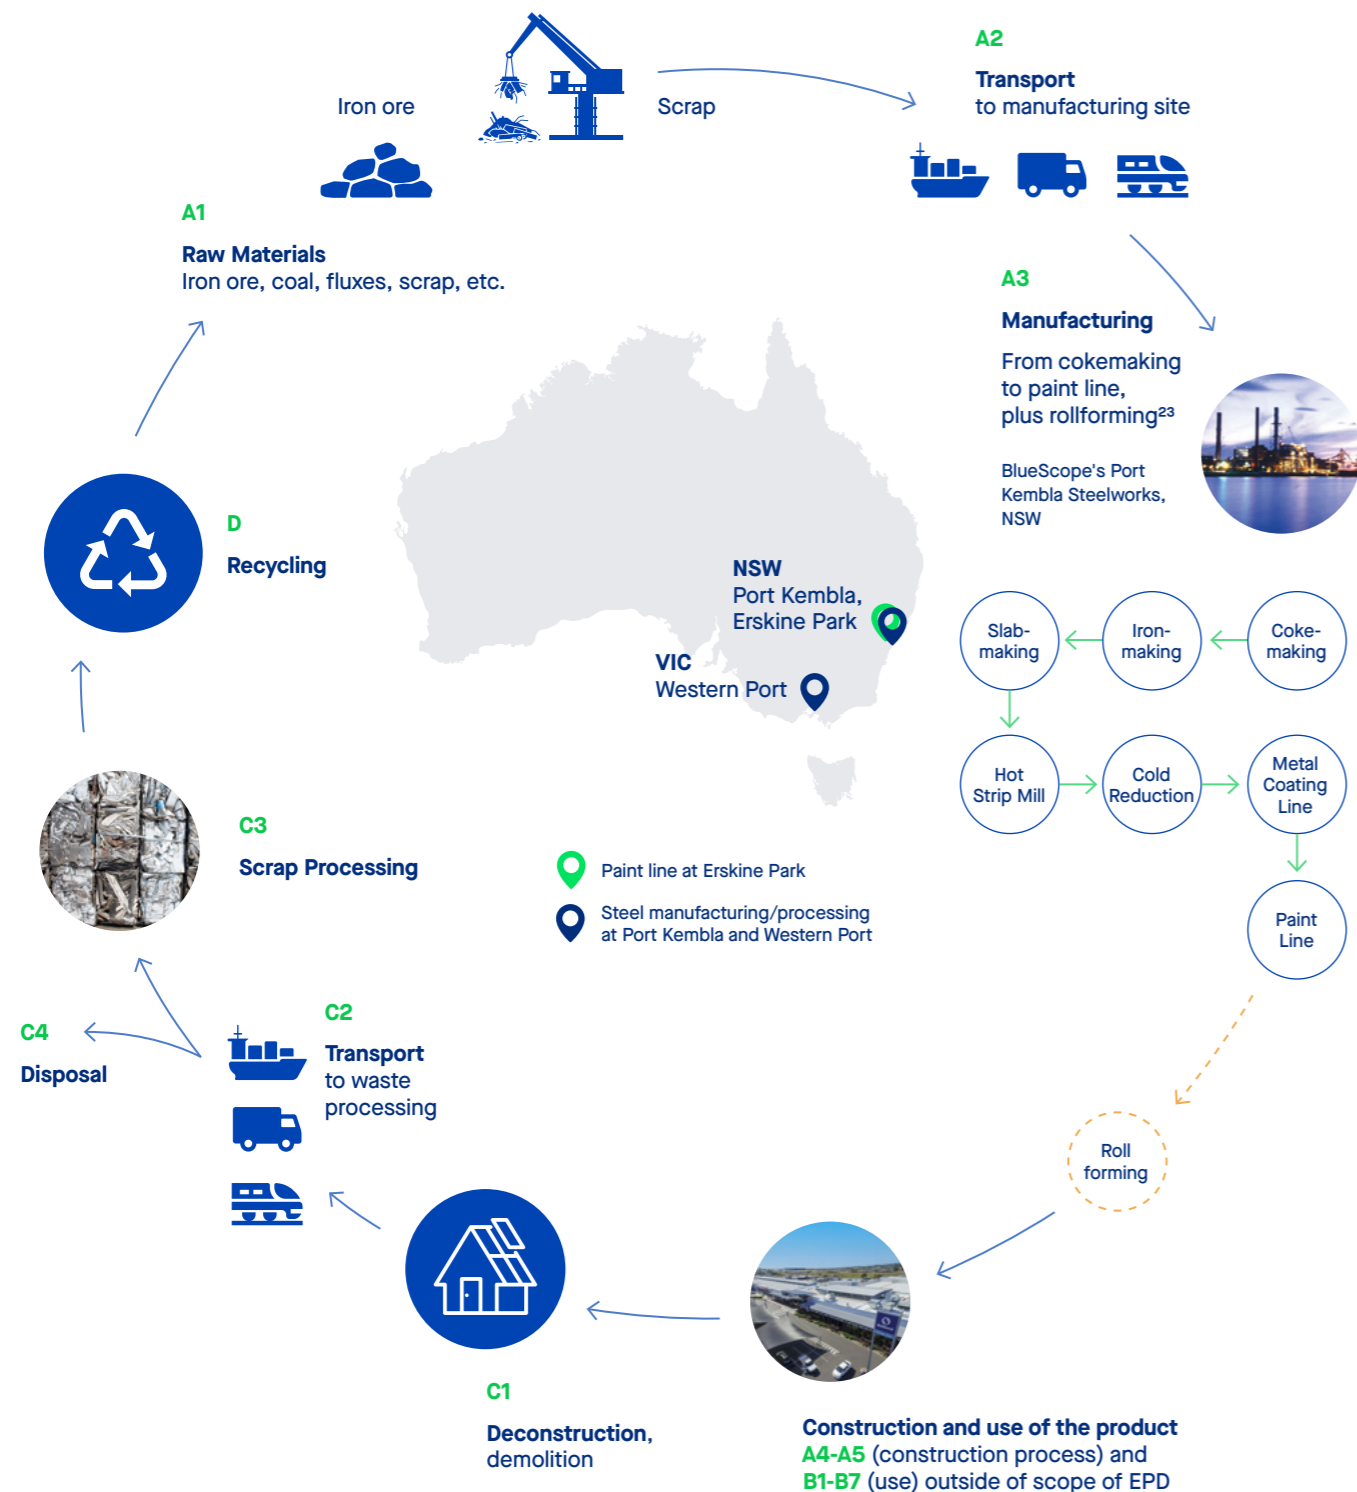 Iron ore
Scrap
A2
Transport
to manufacturing site
A1
Raw Materials
Iron ore, coal, fluxes, scrap, etc.
A3
Manufacturing
From cokemaking
to paint line,
plus rollforming²³
BlueScope's Port
Kembla Steelworks,
NSW
D
Recycling
NSW
Port Kembla,
Erskine Park
VIC
Western Port
Coke-
making
Iron-
making
Slab-
making
Hot
Strip Mill
Cold
Reduction
Metal
Coating
Line
Paint
Line
C3
Scrap Processing
Paint line at Erskine Park
Steel manufacturing/processing
at Port Kembla and Western Port
C4
Disposal
C2
Transport
to waste
processing
Roll
forming
C1
Deconstruction,
demolition
Construction and use of the product
A4-A5 (construction process) and
B1-B7 (use) outside of scope of EPD